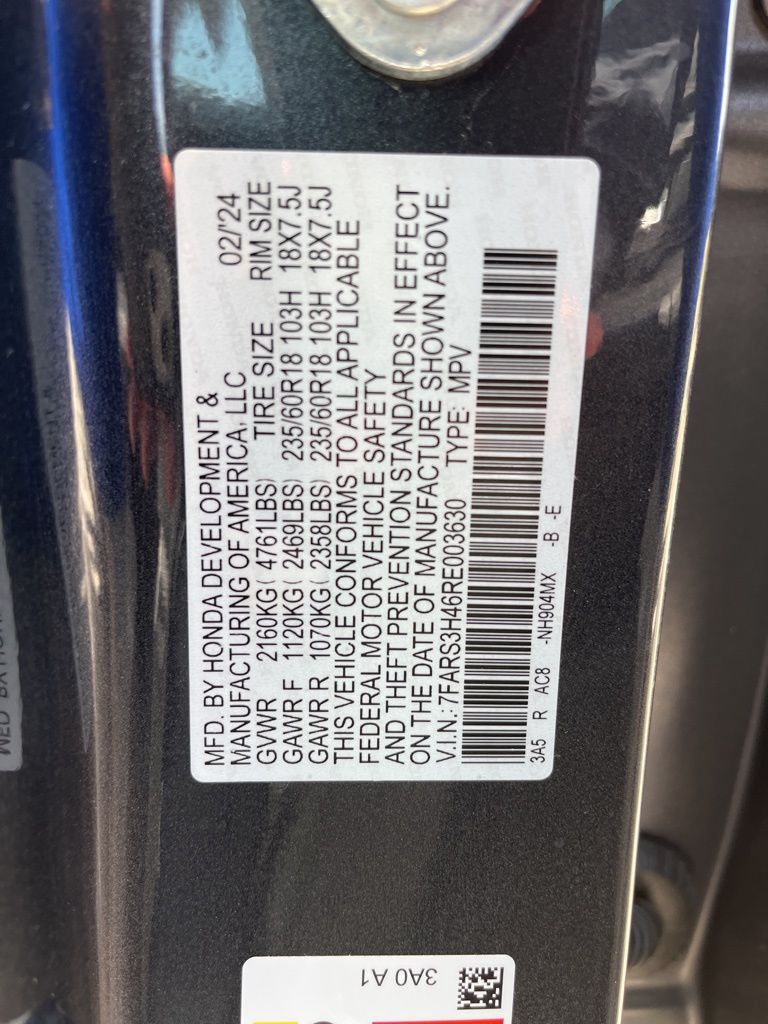 MFD. BY HONDA DEVELOPMENT &
MANUFACTURING OF AMERICA, LLC 02/'24
GVWR 2160KG( 4761LBS) TIRE SIZE RIM SIZE
GAWR F 1120KG( 2469LBS) 235/60R18 103H 18X7.5J
GAWR R 1070KG( 2358LBS) 235/60R18 103H 18X7.5J
THIS VEHICLE CONFORMS TO ALL APPLICABLE
FEDERAL MOTOR VEHICLE SAFETY
AND THEFT PREVENTION STANDARDS IN EFFECT
ON THE DATE OF MANUFACTURE SHOWN ABOVE.
V.I.N.: 7FARS3H46RE003630 TYPE: MPV
3A5 R AC8 -NH904MX -B -E
3A0 A1